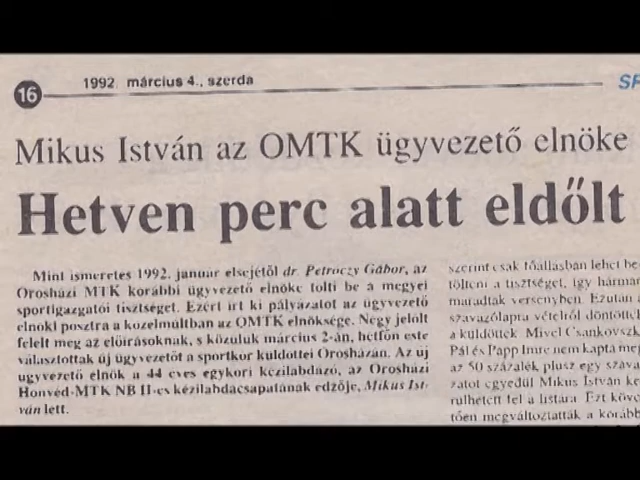 16
1992. március 4., szerda
SP
Mikus István az OMTK ügyvezető elnöke
Hetven perc alatt eldőlt
Mint ismeretes 1992. január elsejétől dr. Petróczy Gábor, az
Orosházi MTK korábbi ügyvezető elnöke tölti be a megyei
sportigazgatói tisztséget. Ezért írt ki pályázatot az ügyvezető
elnöki posztra a közelmúltban az OMTK elnöksége. Négy jelölt
felelt meg az előírásoknak, s közülük március 2-án, hétfőn este
választottak új ügyvezetőt a sportkör küldöttei Orosházán. Az új
ügyvezető elnök a 44 éves egykori kézilabdázó, az Orosházi
Honvéd-MTK NB II-es kézilabdacsapatának edzője, Mikus Ist-
ván lett.
szerint csak főállásban lehet be
tölteni a tisztséget, így hárma
maradtak versenyben. Ezután
szavazólapra vételről döntötte
a küldöttek. Mivel Csankovszk
Pál és Papp Imre nem kapta me
az 50 százalék plusz egy szava
zatot egyedül Mikus István ke
rülhetett fel a listára. Ezt köve
tően megváltoztatták a korább